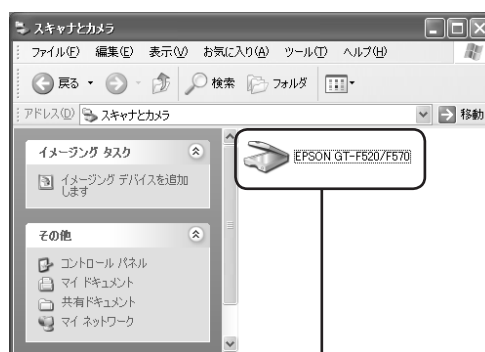 スキャナとカメラ
ファイル(F) 編集(E) 表示(V) お気に入り(A) ツール(T) ヘルプ(H)
戻る 検索 フォルダ
アドレス(D) スキャナとカメラ 移動
イメージング タスク
イメージング デバイスを追加
します
その他
コントロール パネル
マイ ドキュメント
共有ドキュメント
マイ ネットワーク
EPSON GT-F520/F570